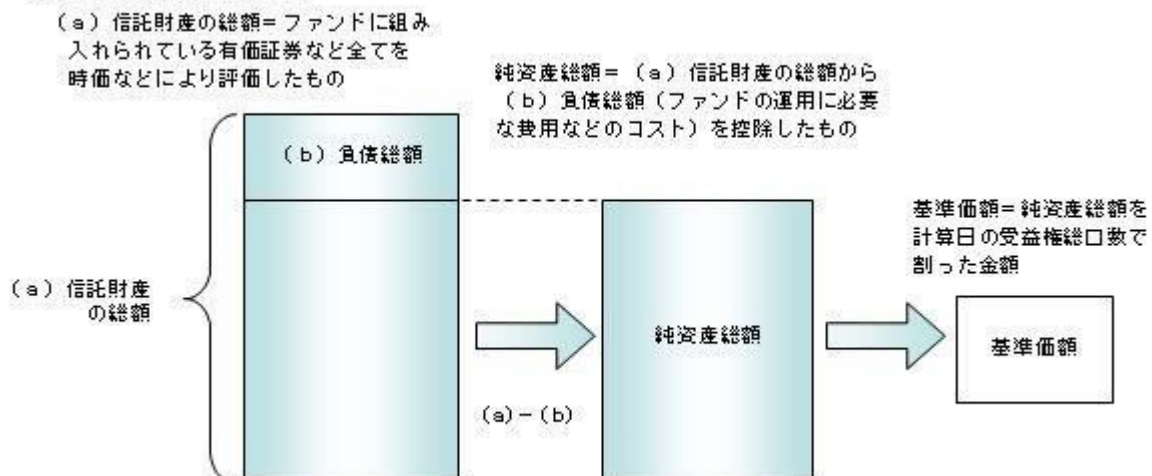 (a)信託財産の総額=ファンドに組み
入れられている有価証券など全てを
時価などにより評価したもの
純資産総額=(a)信託財産の総額から
(b)負債総額(ファンドの運用に必要
な費用などのコスト)を控除したもの
(b)負債総額
基準価額=純資産総額を
計算日の受益権総口数で
割った金額
(a)信託財産
の総額
純資産総額
基準価額
(a)-(b)